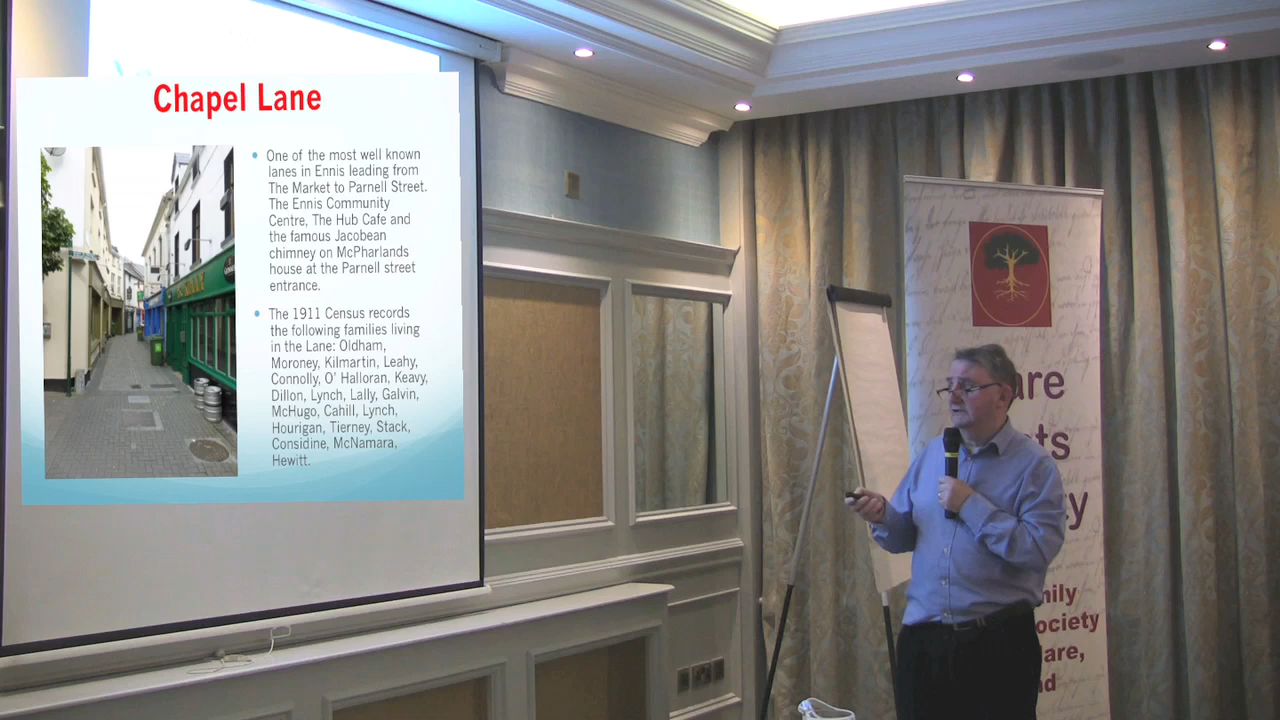 Chapel Lane
One of the most well known
lanes in Ennis leading from
The Market to Parnell Street.
The Ennis Community
Centre, The Hub Cafe and
the famous Jacobean
chimney on McPharlands
house at the Parnell street
entrance.
The 1911 Census records
the following families living
in the Lane: Oldham,
Moroney, Kilmartin, Leahy,
Connolly, O' Halloran, Keavy,
Dillon, Lynch, Lally, Galvin,
McHugo, Cahill, Lynch,
Hourigan, Tierney, Stack,
Considine, McNamara,
Hewitt.
are
ts
ty
mily
ociety
lare,
nd